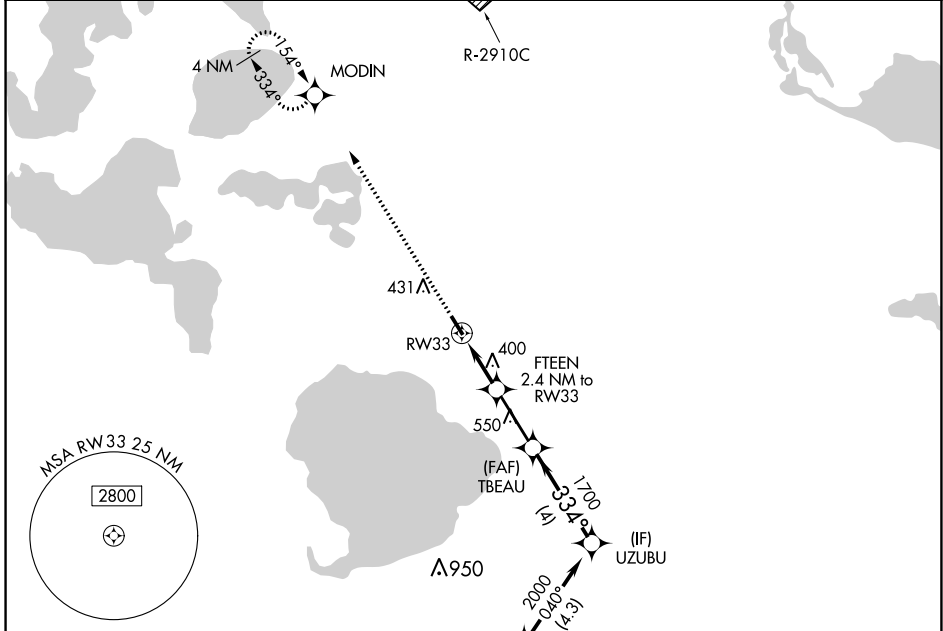 R-2910C
154°
4 NM
334°
MODIN
431
RW33
400
FTEEN
2.4 NM to
RW33
550
(FAF)
TBEAU
1700
334°
(4)
(IF)
UZUBU
MSA RW33 25 NM
2800
950
2000
040°
(4.3)